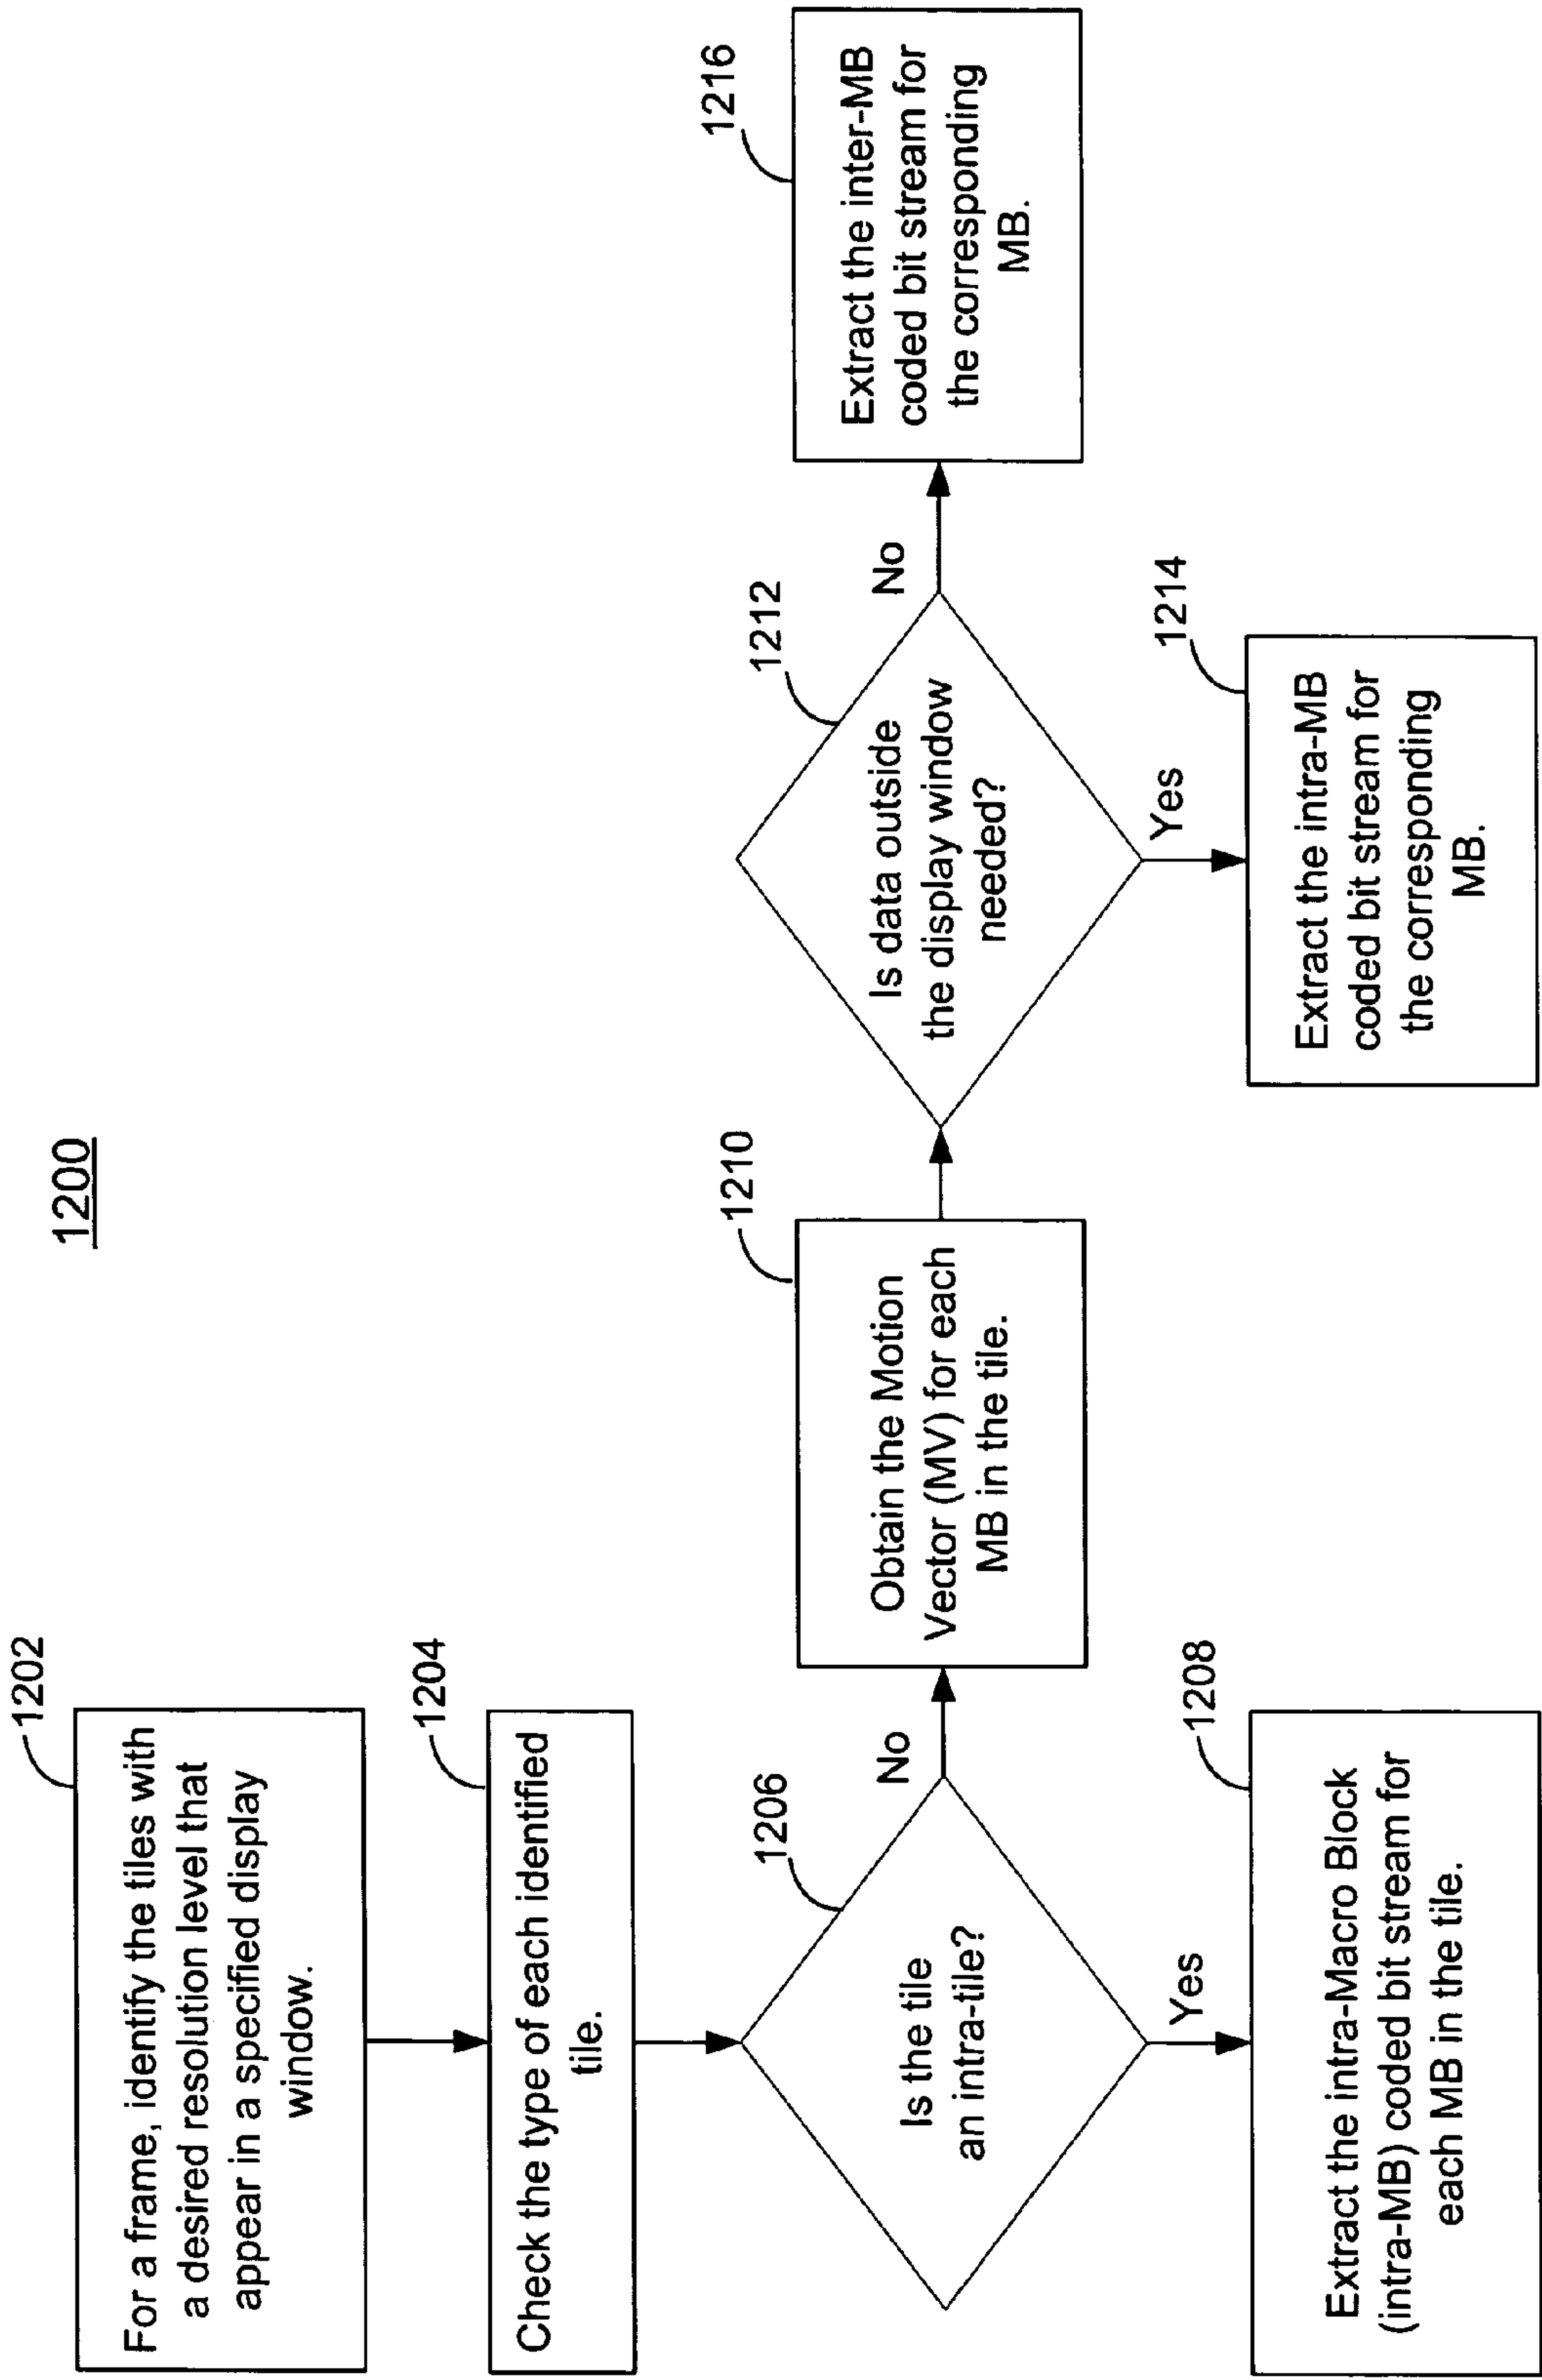 1200
1202
For a frame, identify the tiles with
a desired resolution level that
appear in a specified display
window.
1204
Check the type of each identified
tile.
1206
Is the tile
an intra-tile?
No
Yes
1208
Extract the intra-Macro Block
(intra-MB) coded bit stream for
each MB in the tile.
1210
Obtain the Motion
Vector (MV) for each
MB in the tile.
1212
Is data outside
the display window
needed?
No
Yes
1214
Extract the intra-MB
coded bit stream for
the corresponding
MB.
1216
Extract the inter-MB
coded bit stream for
the corresponding
MB.